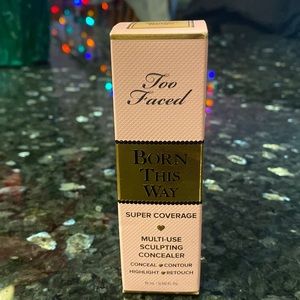 Too
Faced
BORN
THIS
WAY
SUPER COVERAGE
MULTI-USE
SCULPTING
CONCEALER
CONCEAL CONTOUR
HIGHLIGHT RETOUCH